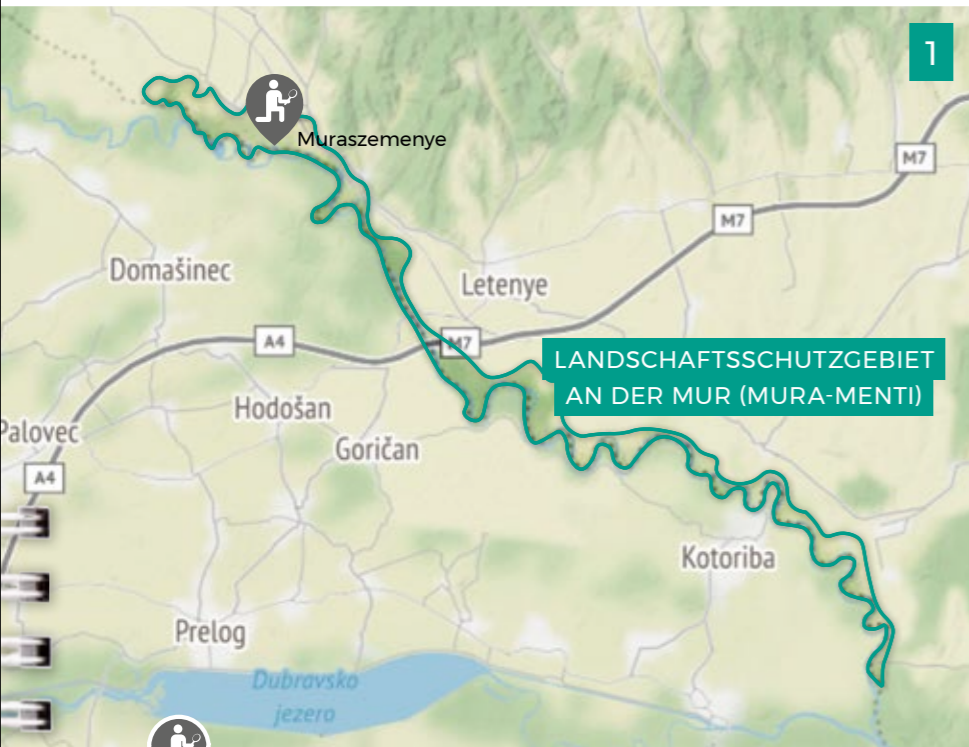 1
Muraszemenye
M7
M7
Domašinec
Letenye
A4
M7
LANDSCHAFTSSCHUTZGEBIET
AN DER MUR (MURA-MENTI)
Hodošan
Palovec
Goričan
A4
Kotoriba
Prelog
Dubravsko
jezero